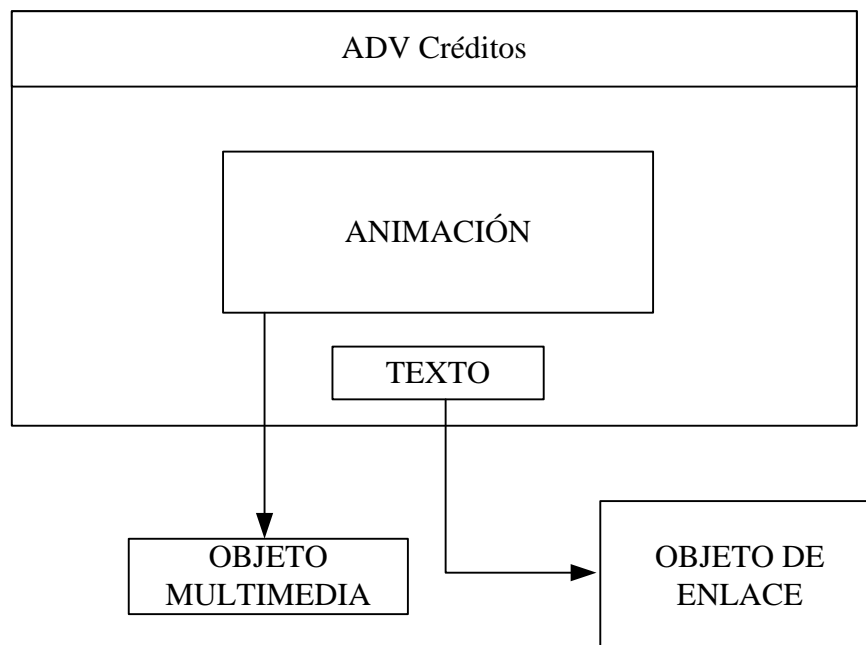 ADV Créditos
ANIMACIÓN
TEXTO
OBJETO
MULTIMEDIA
OBJETO DE
ENLACE